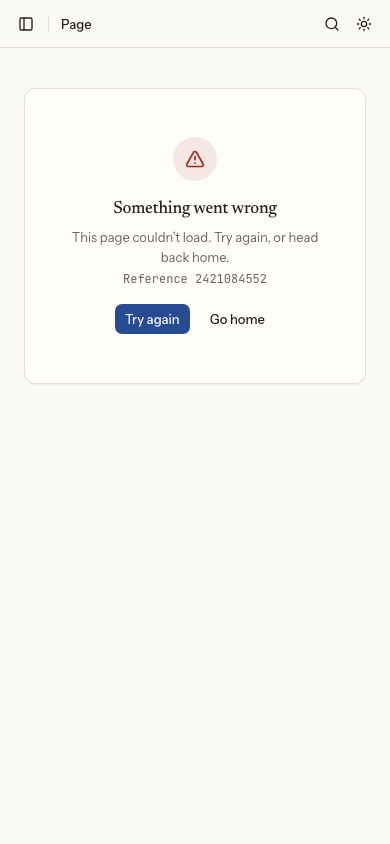 Page
Something went wrong
This page couldn’t load. Try again, or head
back home.
Reference 2421084552
Try again
Go home